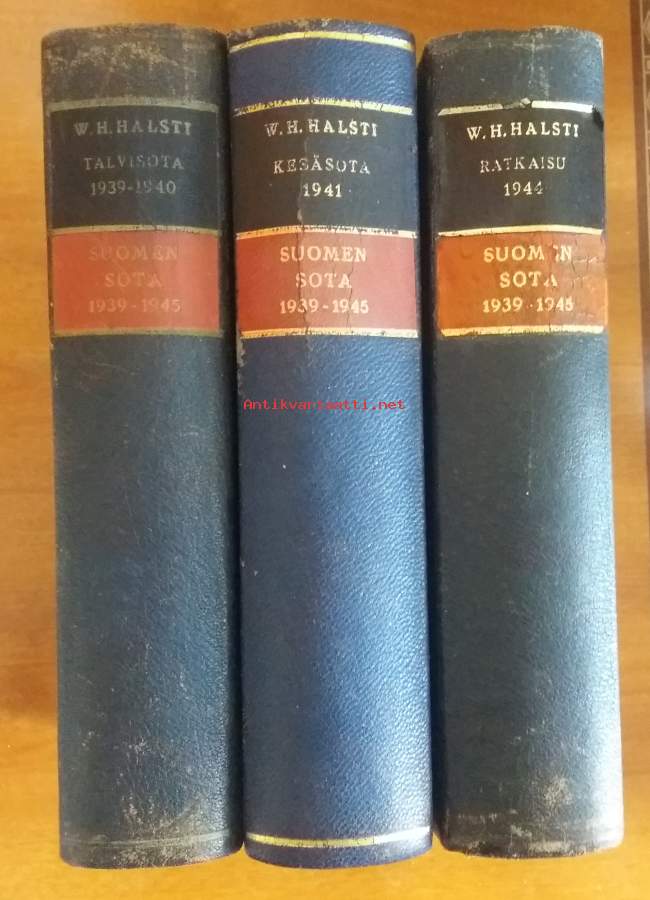 W.H.HALSTI
TALVISOTA
1939-1940
SUOMEN
SOTA
1939-1945
W.H.HALSTI
KESÄSOTA
1941
SUOMEN
SOTA
1939-1945
W.H.HALSTI
RATKAISU
1944
SUOMEN
SOTA
1939-1945
Antikvariaatti.net